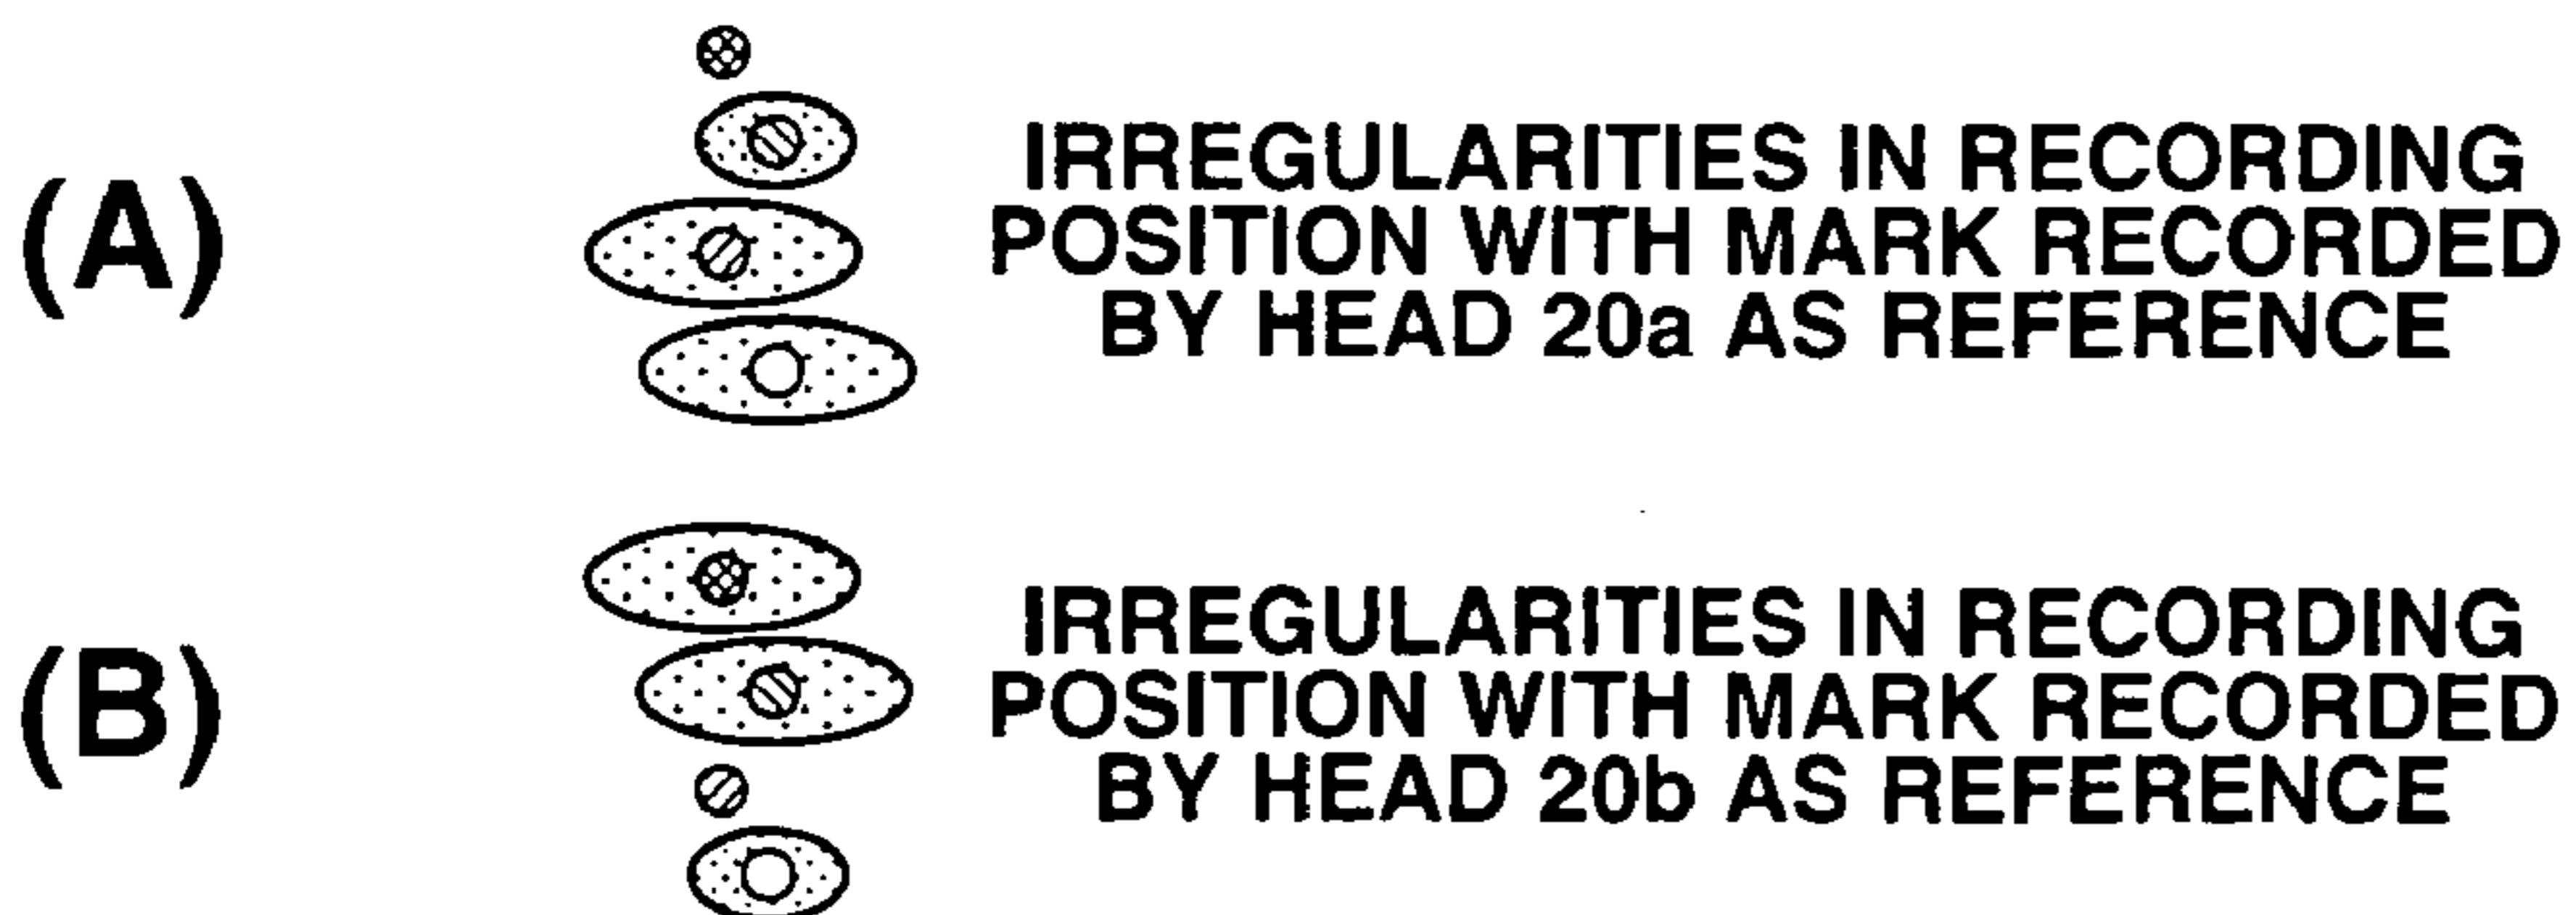 (A)
IRREGULARITIES IN RECORDING
POSITION WITH MARK RECORDED
BY HEAD 20a AS REFERENCE
(B)
IRREGULARITIES IN RECORDING
POSITION WITH MARK RECORDED
BY HEAD 20b AS REFERENCE